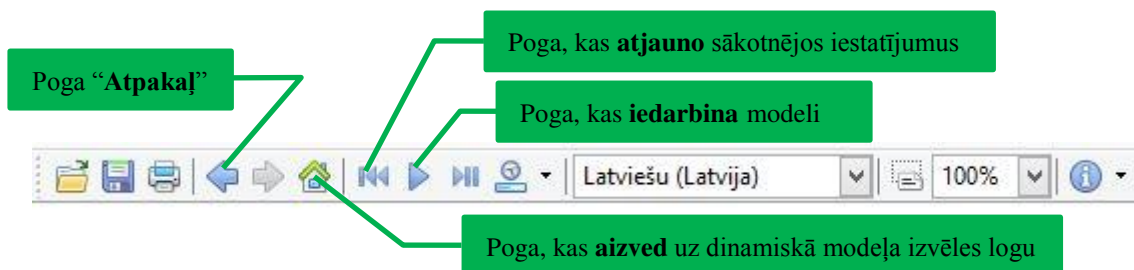 Poga, kas atjauno sākotnējos iestatījumus
Poga “Atpakaļ”
Poga, kas iedarbina modeli
Latviešu (Latvija)
100%
Poga, kas aizved uz dinamiskā modeļa izvēles logu